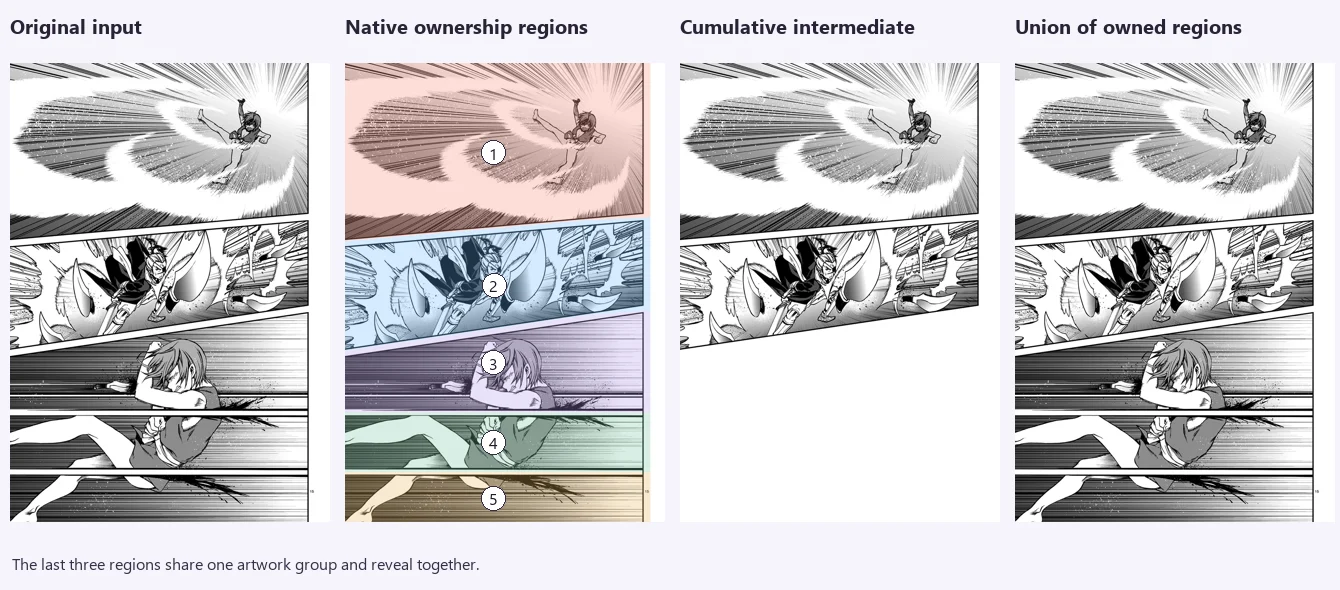 Original input
Native ownership regions
Cumulative intermediate
Union of owned regions
1
2
3
4
5
The last three regions share one artwork group and reveal together.